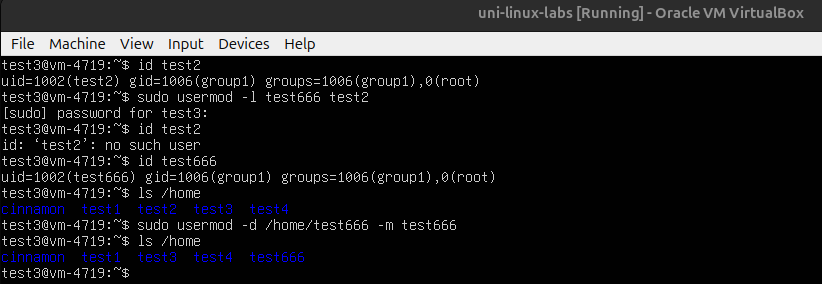 uni-linux-labs [Running] - Oracle VM VirtualBox
File Machine View Input Devices Help
test3@vm-4719:~$ id test2
uid=1002(test2) gid=1006(group1) groups=1006(group1),0(root)
test3@vm-4719:~$ sudo usermod -l test666 test2
[sudo] password for test3:
test3@vm-4719:~$ id test2
id: ‘test2’: no such user
test3@vm-4719:~$ id test666
uid=1002(test666) gid=1006(group1) groups=1006(group1),0(root)
test3@vm-4719:~$ ls /home
cinnamon test1 test2 test3 test4
test3@vm-4719:~$ sudo usermod -d /home/test666 -m test666
test3@vm-4719:~$ ls /home
cinnamon test1 test3 test4 test666
test3@vm-4719:~$